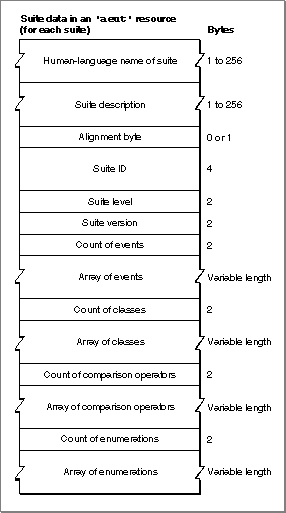 Suite data in an 'aeut' resource
(for each suite) Bytes
Human-language name of suite 1 to 256
Suite description 1 to 256
Alignment byte 0 or 1
Suite ID 4
Suite level 2
Suite version 2
Count of events 2
Array of events Variable length
Count of classes 2
Array of classes Variable length
Count of comparison operators 2
Array of comparison operators Variable length
Count of enumerations 2
Array of enumerations Variable length